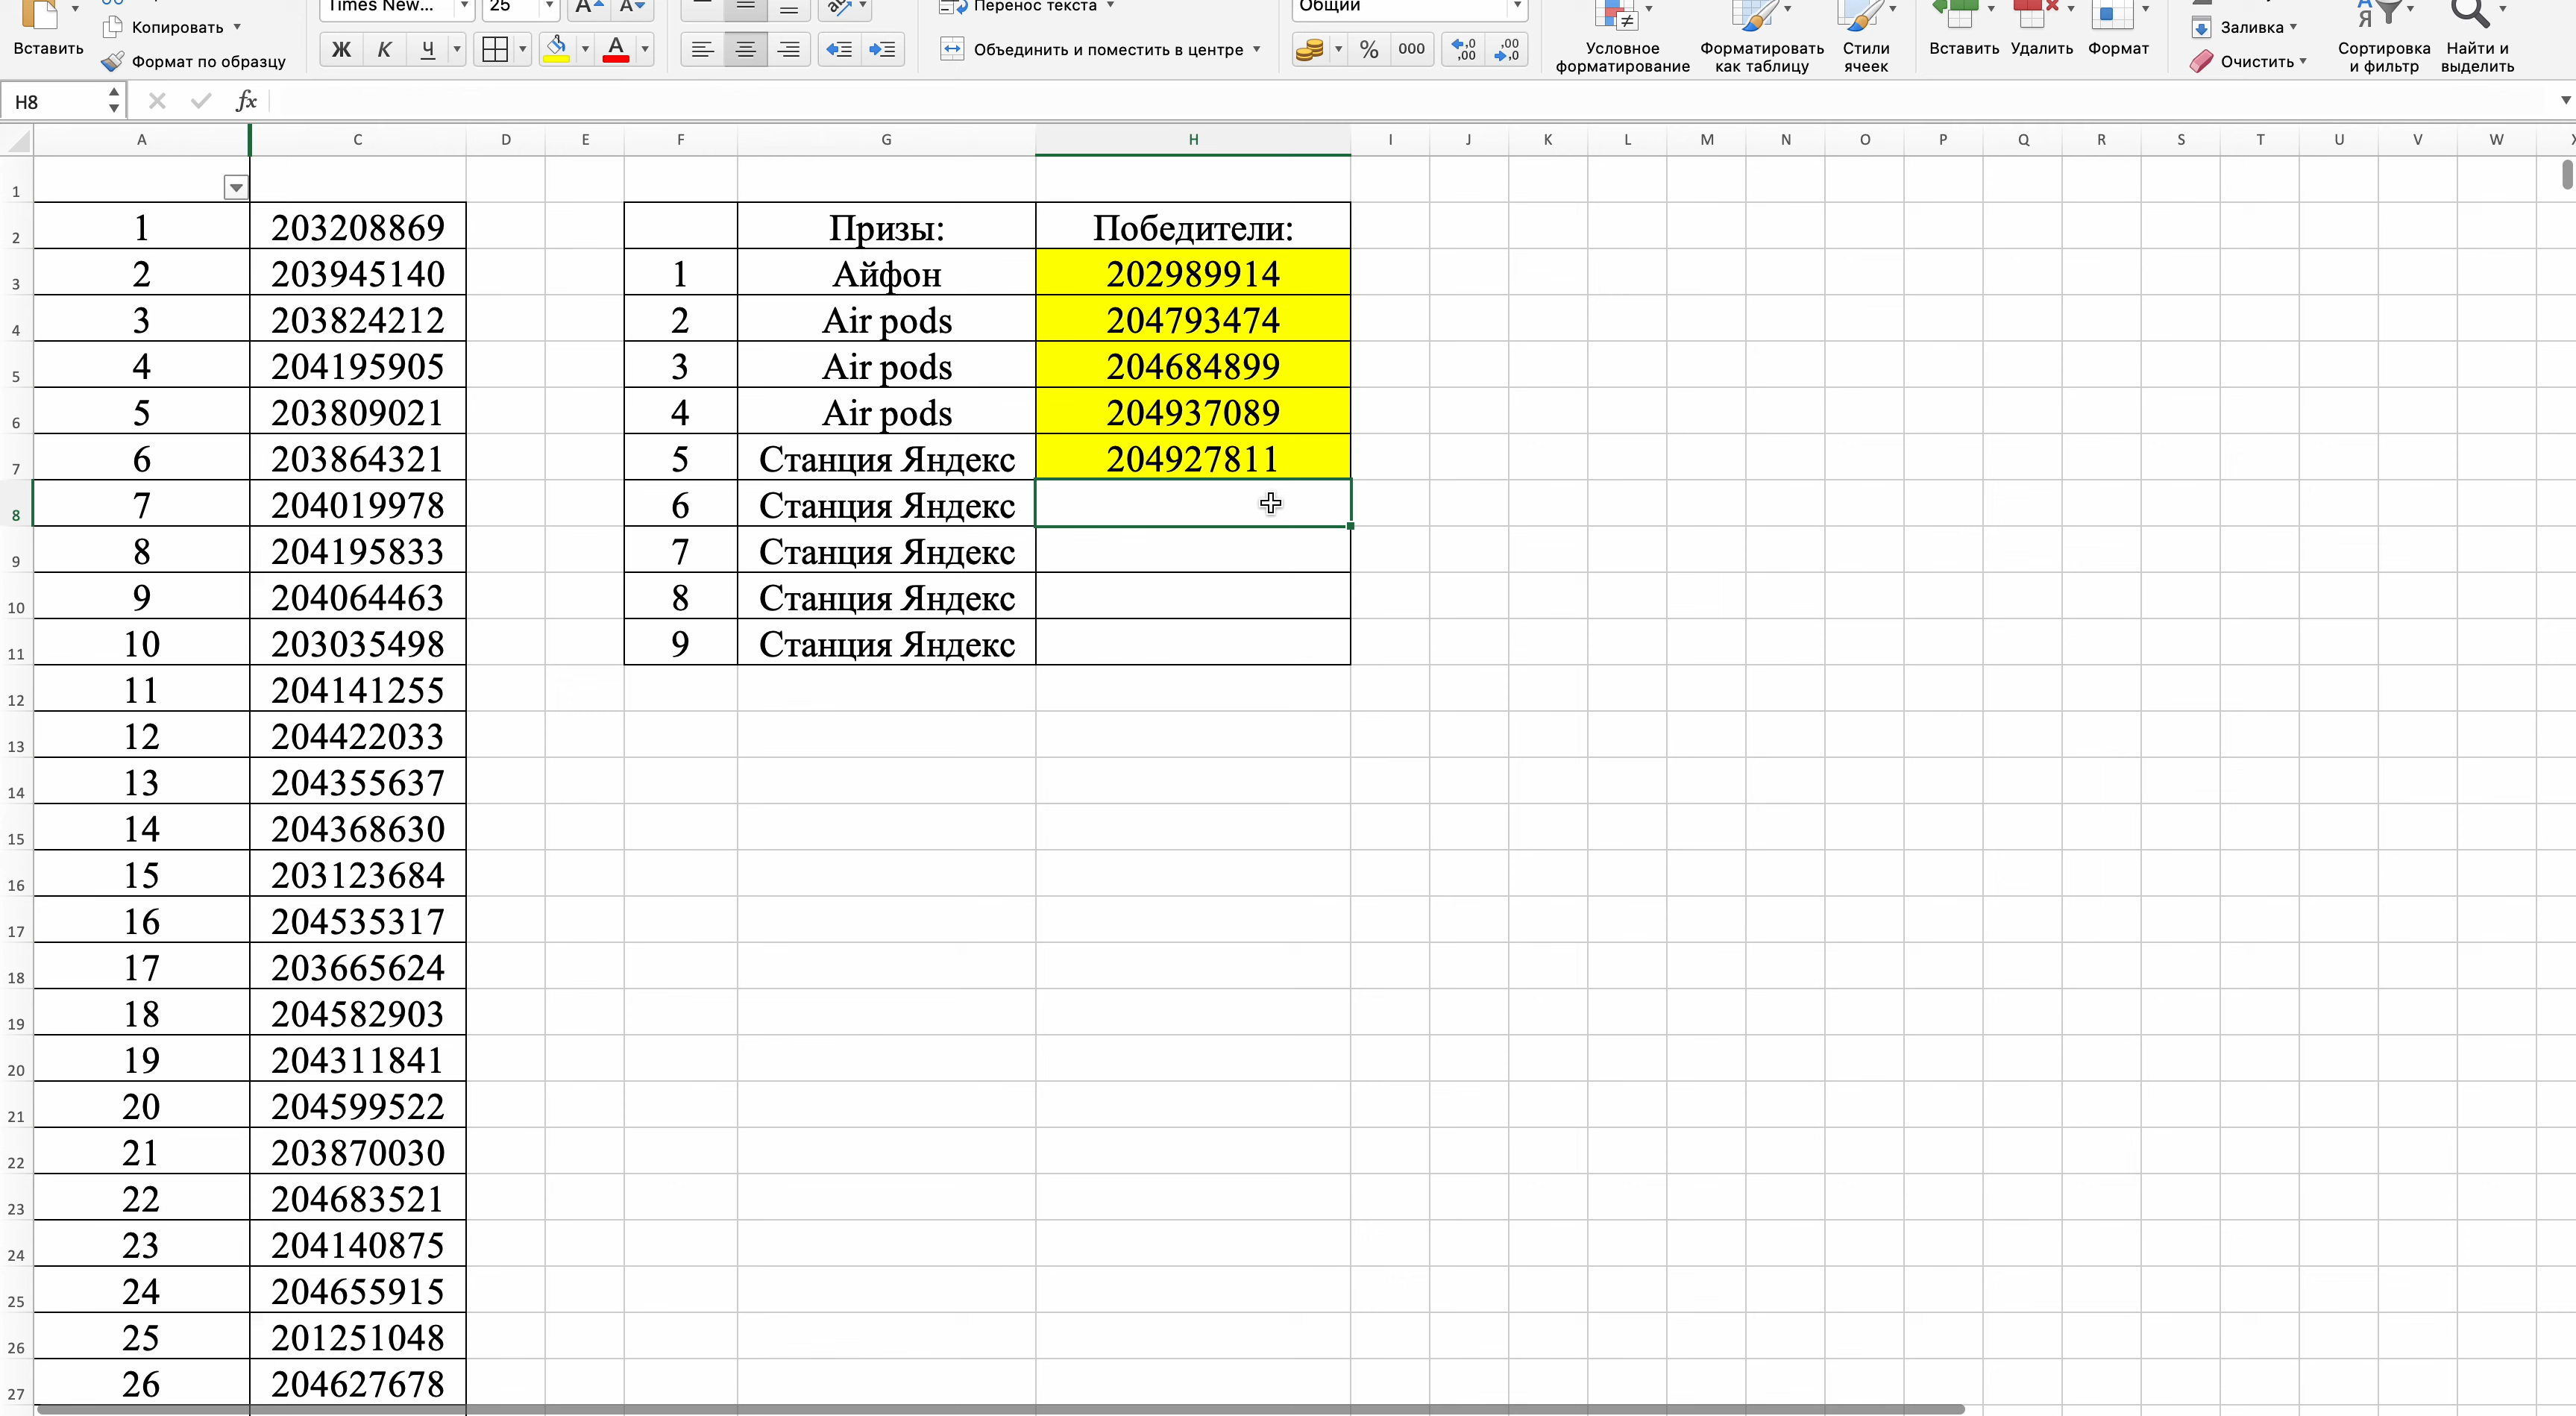 Times New... 25 Перенос текста Общий
Вставить Копировать Формат по образцу Ж К Ч А Объединить и поместить в центре % 000 ,0 ,00 ,00 ,0 Условное форматирование Форматировать как таблицу Стили ячеек Вставить Удалить Формат Заливка Очистить Сортировка и фильтр Найти и выделить
H8 fx
A C D E F G H I J K L M N O P Q R S T U V W
1
2 1 203208869 Призы: Победители:
3 2 203945140 1 Айфон 202989914
4 3 203824212 2 Air pods 204793474
5 4 204195905 3 Air pods 204684899
6 5 203809021 4 Air pods 204937089
7 6 203864321 5 Станция Яндекс 204927811
8 7 204019978 6 Станция Яндекс
9 8 204195833 7 Станция Яндекс
10 9 204064463 8 Станция Яндекс
11 10 203035498 9 Станция Яндекс
12 11 204141255
13 12 204422033
14 13 204355637
15 14 204368630
16 15 203123684
17 16 204535317
18 17 203665624
19 18 204582903
20 19 204311841
21 20 204599522
22 21 203870030
23 22 204683521
24 23 204140875
25 24 204655915
26 25 201251048
27 26 204627678